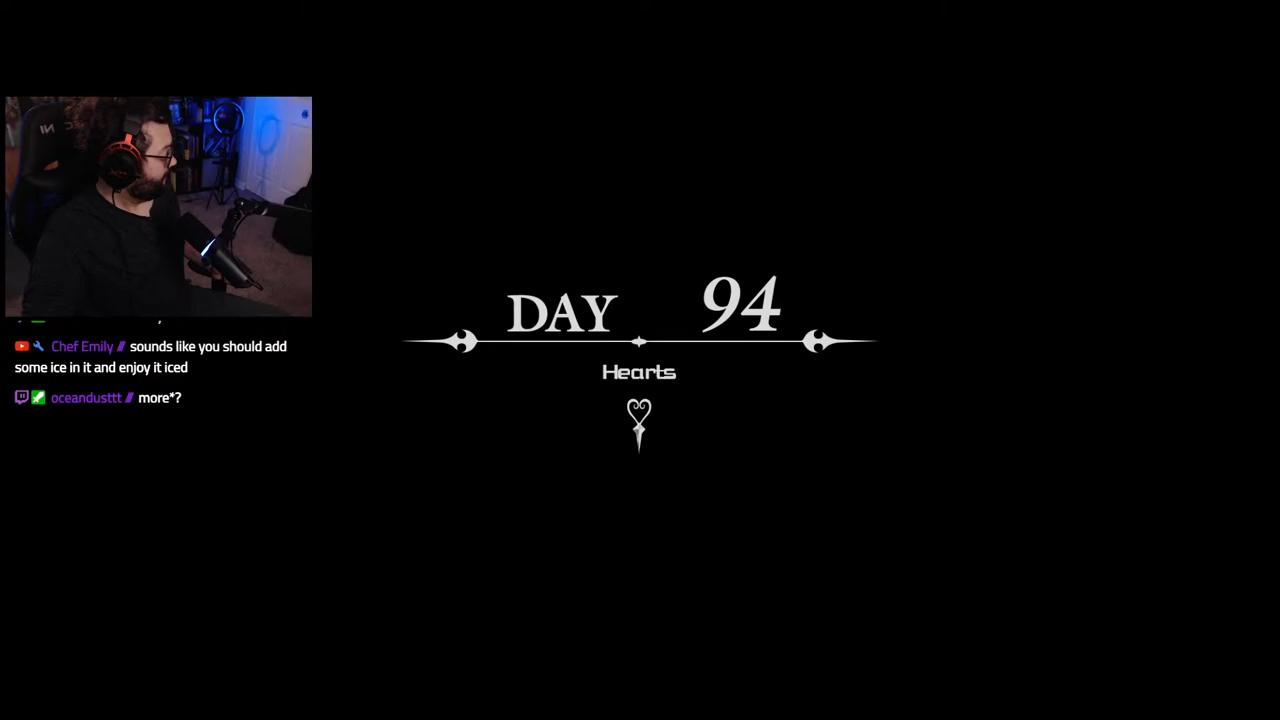 Chef Emily // sounds like you should add
some ice in it and enjoy it iced
oceandusttt // more*?
DAY 94
Hearts